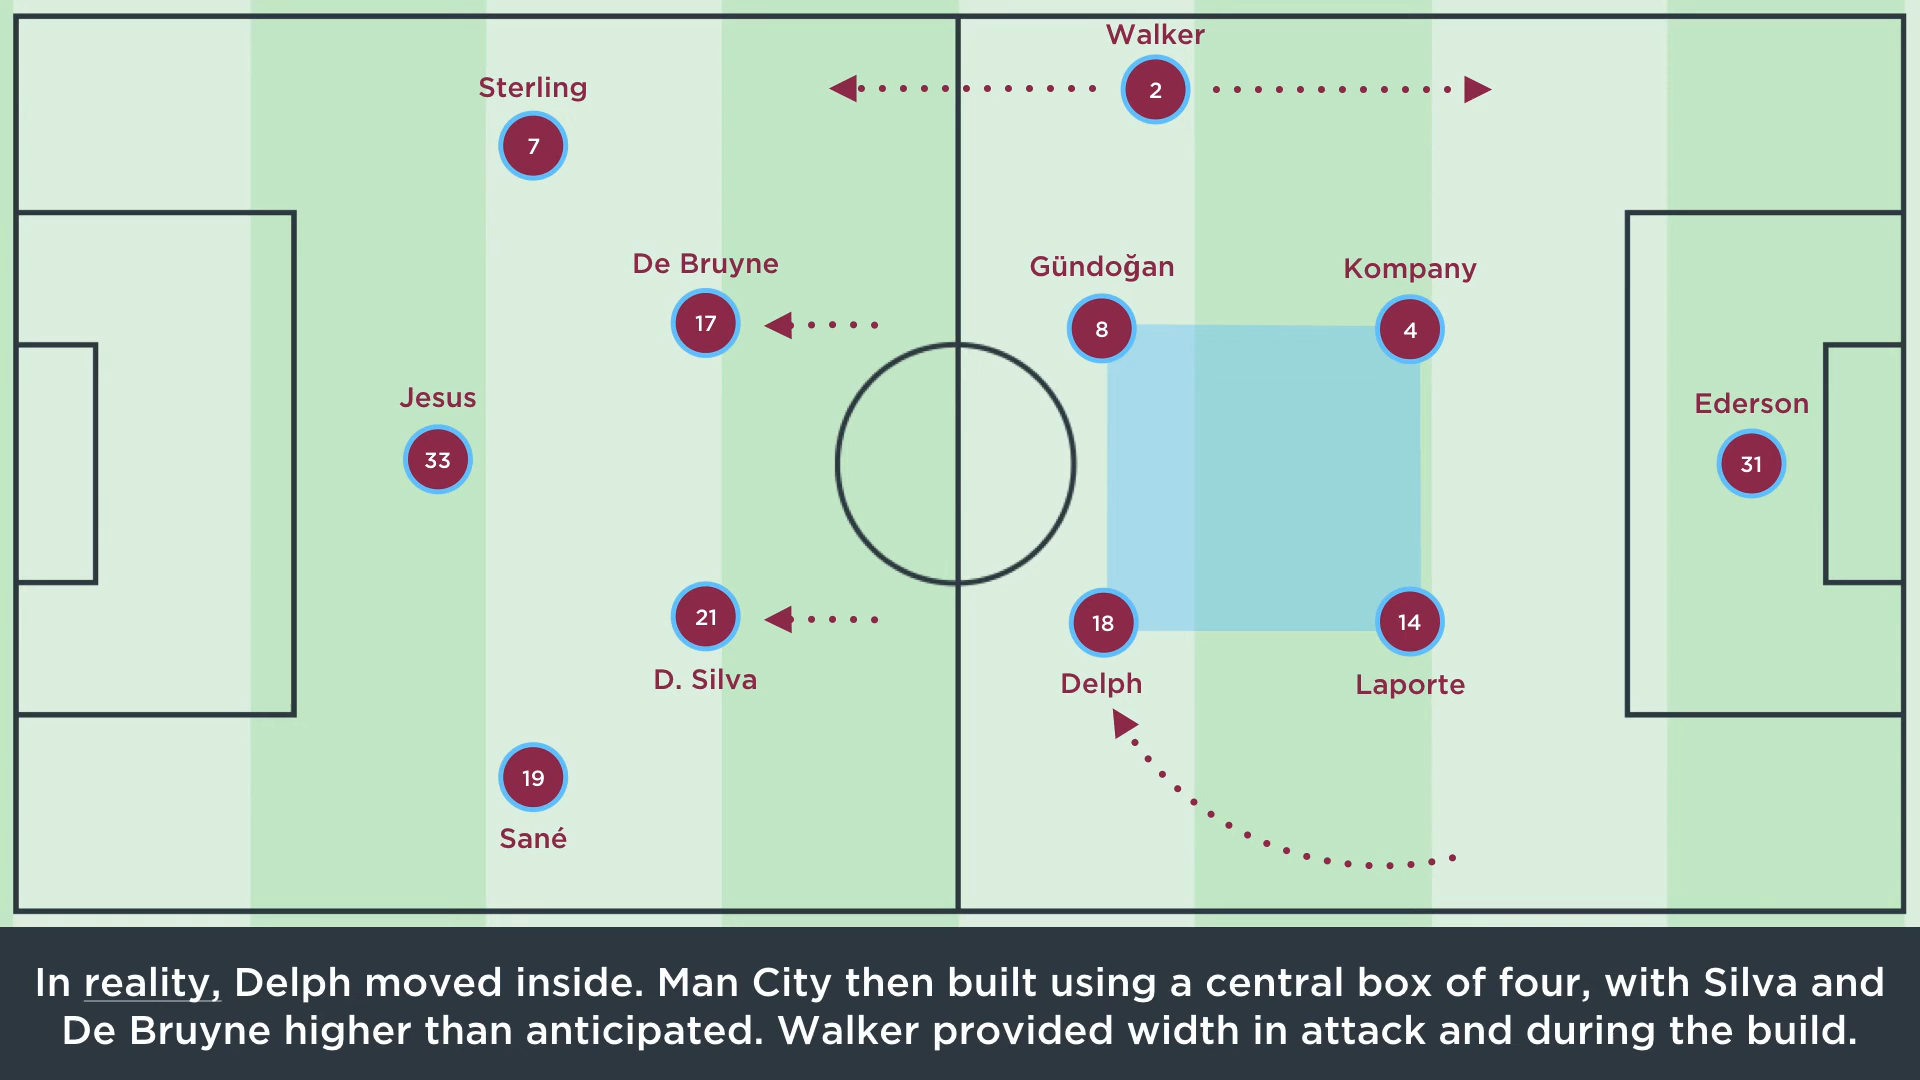 Walker
2
Sterling
7
De Bruyne
17
Gündoğan
8
Kompany
4
Jesus
33
Ederson
31
21
D. Silva
18
Delph
14
Laporte
19
Sané
In reality, Delph moved inside. Man City then built using a central box of four, with Silva and
De Bruyne higher than anticipated. Walker provided width in attack and during the build.